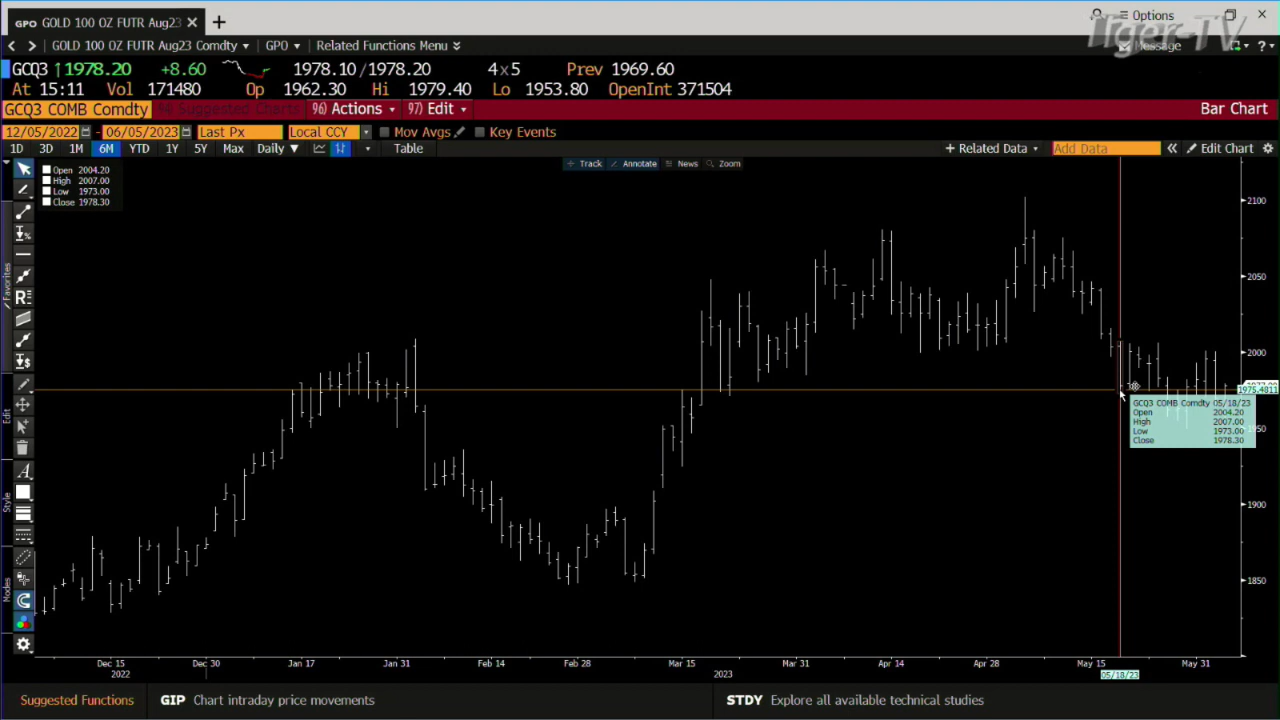 GPO GOLD 100 OZ FUTR Aug23
Options
Tiger-TV
GOLD 100 OZ FUTR Aug23 Comdty GPO Related Functions Menu
Message
GCQ3 ↑1978.20 +8.60 1978.10/1978.20 4x5 Prev 1969.60
At 15:11 Vol 171480 Op 1962.30 Hi 1979.40 Lo 1953.80 OpenInt 371504
GCQ3 COMB Comdty Suggested Charts 96) Actions 97) Edit Bar Chart
12/05/2022 - 06/05/2023 Last Px Local CCY Mov Avgs Key Events
1D 3D 1M 6M YTD 1Y 5Y Max Daily ▼ Table + Related Data Add Data « Edit Chart
Track Annotate News Zoom
Open 2004.20
High 2007.00
Low 1973.00
Close 1978.30
Favorites
Edit
Style
Modes
2100
2050
2000
1975.4811
1950
1900
1850
GCQ3 COMB Comdty 05/18/23
Open 2004.20
High 2007.00
Low 1973.00
Close 1978.30
Dec 15 Dec 30 Jan 17 Jan 31 Feb 14 Feb 28 Mar 15 Mar 31 Apr 14 Apr 28 May 15 May 31
2022 2023 05/18/23
Suggested Functions GIP Chart intraday price movements STDY Explore all available technical studies